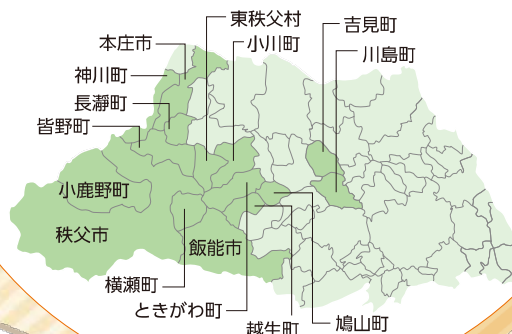 東秩父村
吉見町
本庄市
小川町
川島町
神川町
長瀞町
皆野町
小鹿野町
秩父市
飯能市
横瀬町
ときがわ町
越生町
鳩山町